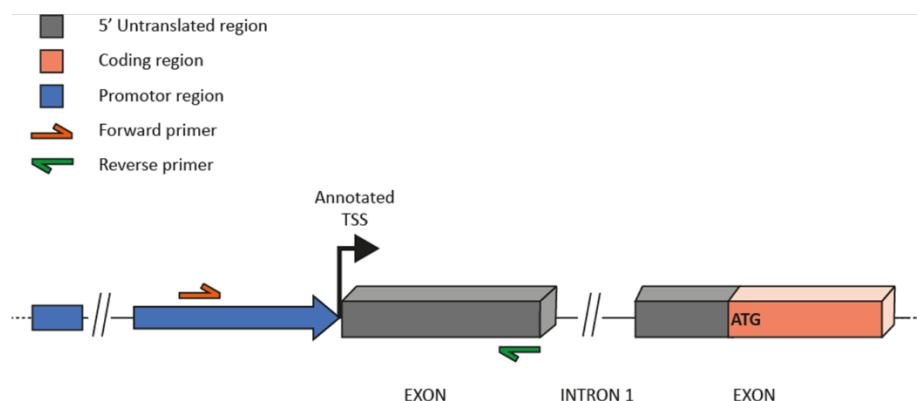 5' Untranslated region
Coding region
Promotor region
Forward primer
Reverse primer
Annotated
TSS
ATG
EXON INTRON 1 EXON